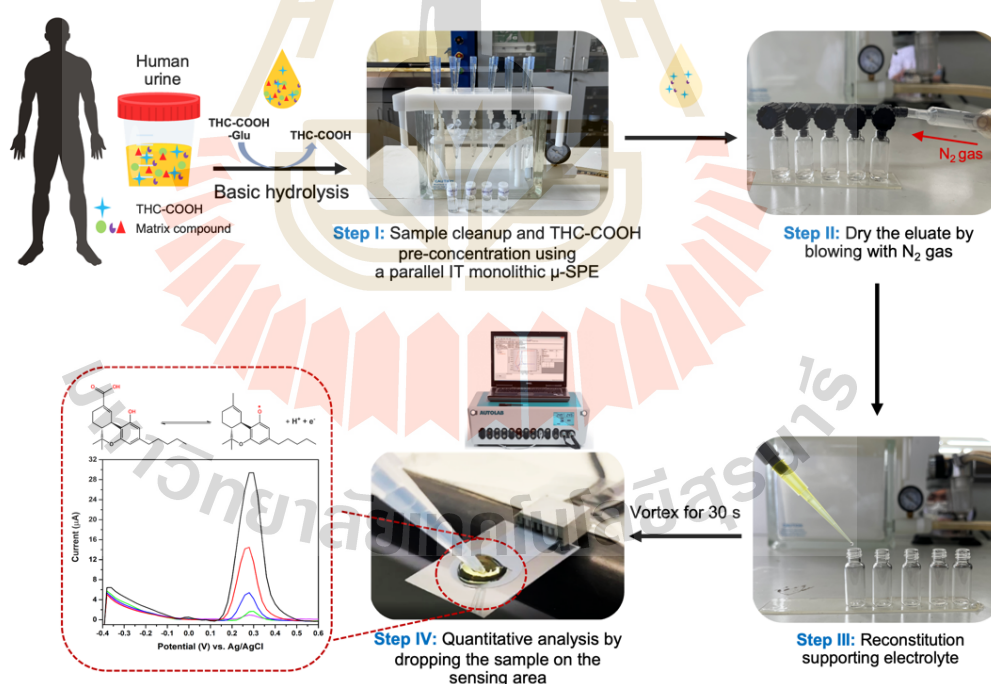 Human
urine
THC-COOH
-Glu
THC-COOH
Basic hydrolysis
THC-COOH
Matrix compound
Step I: Sample cleanup and THC-COOH
pre-concentration using
a parallel IT monolithic µ-SPE
N₂ gas
Step II: Dry the eluate by
blowing with N₂ gas
Step III: Reconstitution
supporting electrolyte
Vortex for 30 s
AUTOLAB
Step IV: Quantitative analysis by
dropping the sample on the
sensing area
O
OH
OH
O
O•
O
+ H⁺ + e⁻
Current (µA)
32
28
24
20
16
12
8
4
0
-0.4 -0.3 -0.2 -0.1 0.0 0.1 0.2 0.3 0.4 0.5 0.6
Potential (V) vs. Ag/AgCl
มหาวิทยาลัยเทคโนโลยีสุรนารี